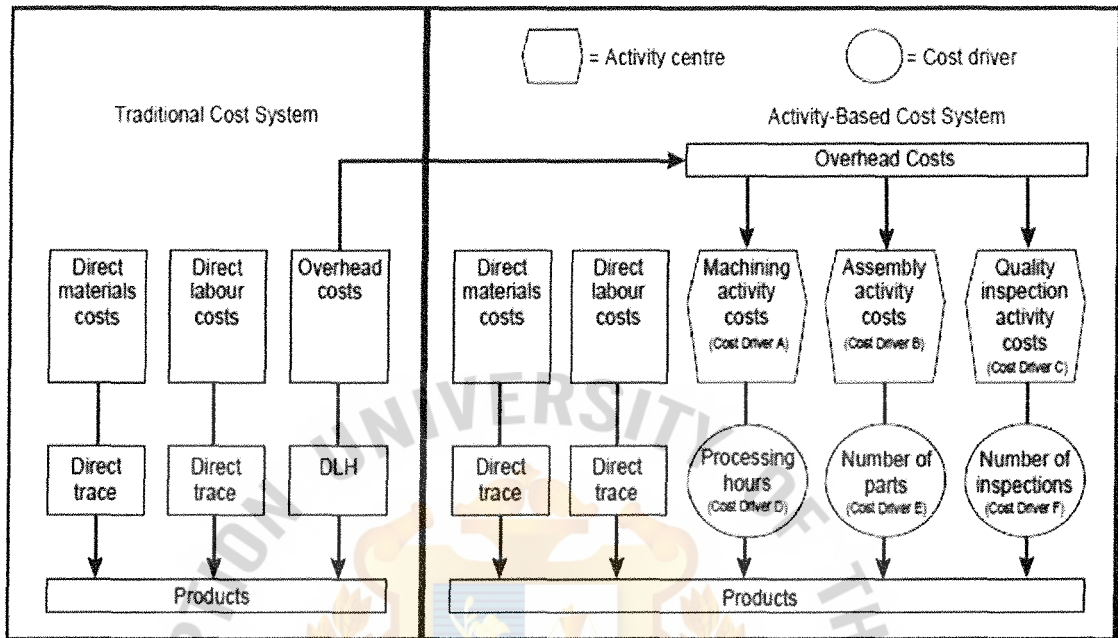 = Activity centre
= Cost driver
Traditional Cost System
Activity-Based Cost System
Overhead Costs
Direct
materials
costs
Direct
labour
costs
Overhead
costs
Direct
materials
costs
Direct
labour
costs
Machining
activity
costs
(Cost Driver A)
Assembly
activity
costs
(Cost Driver B)
Quality
inspection
activity
costs
(Cost Driver C)
Direct
trace
Direct
trace
DLH
Direct
trace
Direct
trace
Processing
hours
(Cost Driver D)
Number of
parts
(Cost Driver E)
Number of
inspections
(Cost Driver F)
Products
Products
UNIVERSITY OF